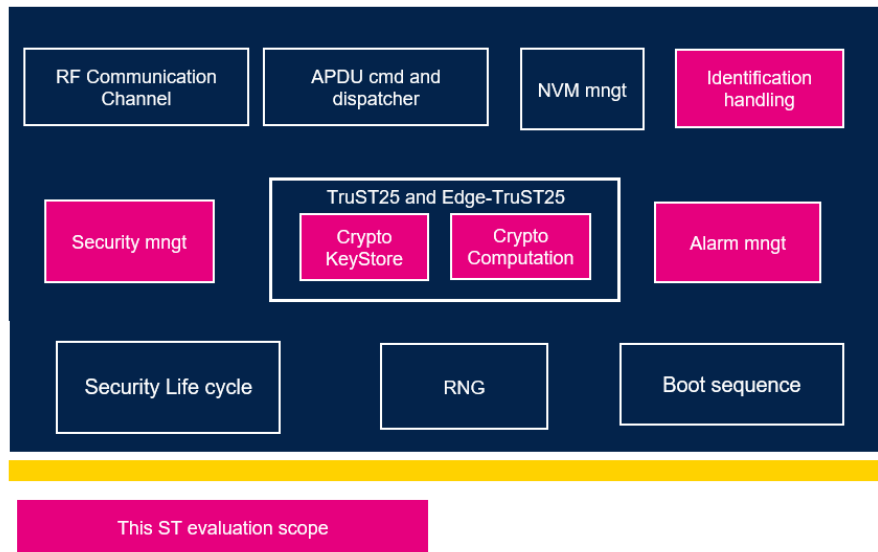 RF Communication
Channel
APDU cmd and
dispatcher
NVM mngt
Identification
handling
Security mngt
TruST25 and Edge-TruST25
Crypto
KeyStore
Crypto
Computation
Alarm mngt
Security Life cycle
RNG
Boot sequence
This ST evaluation scope